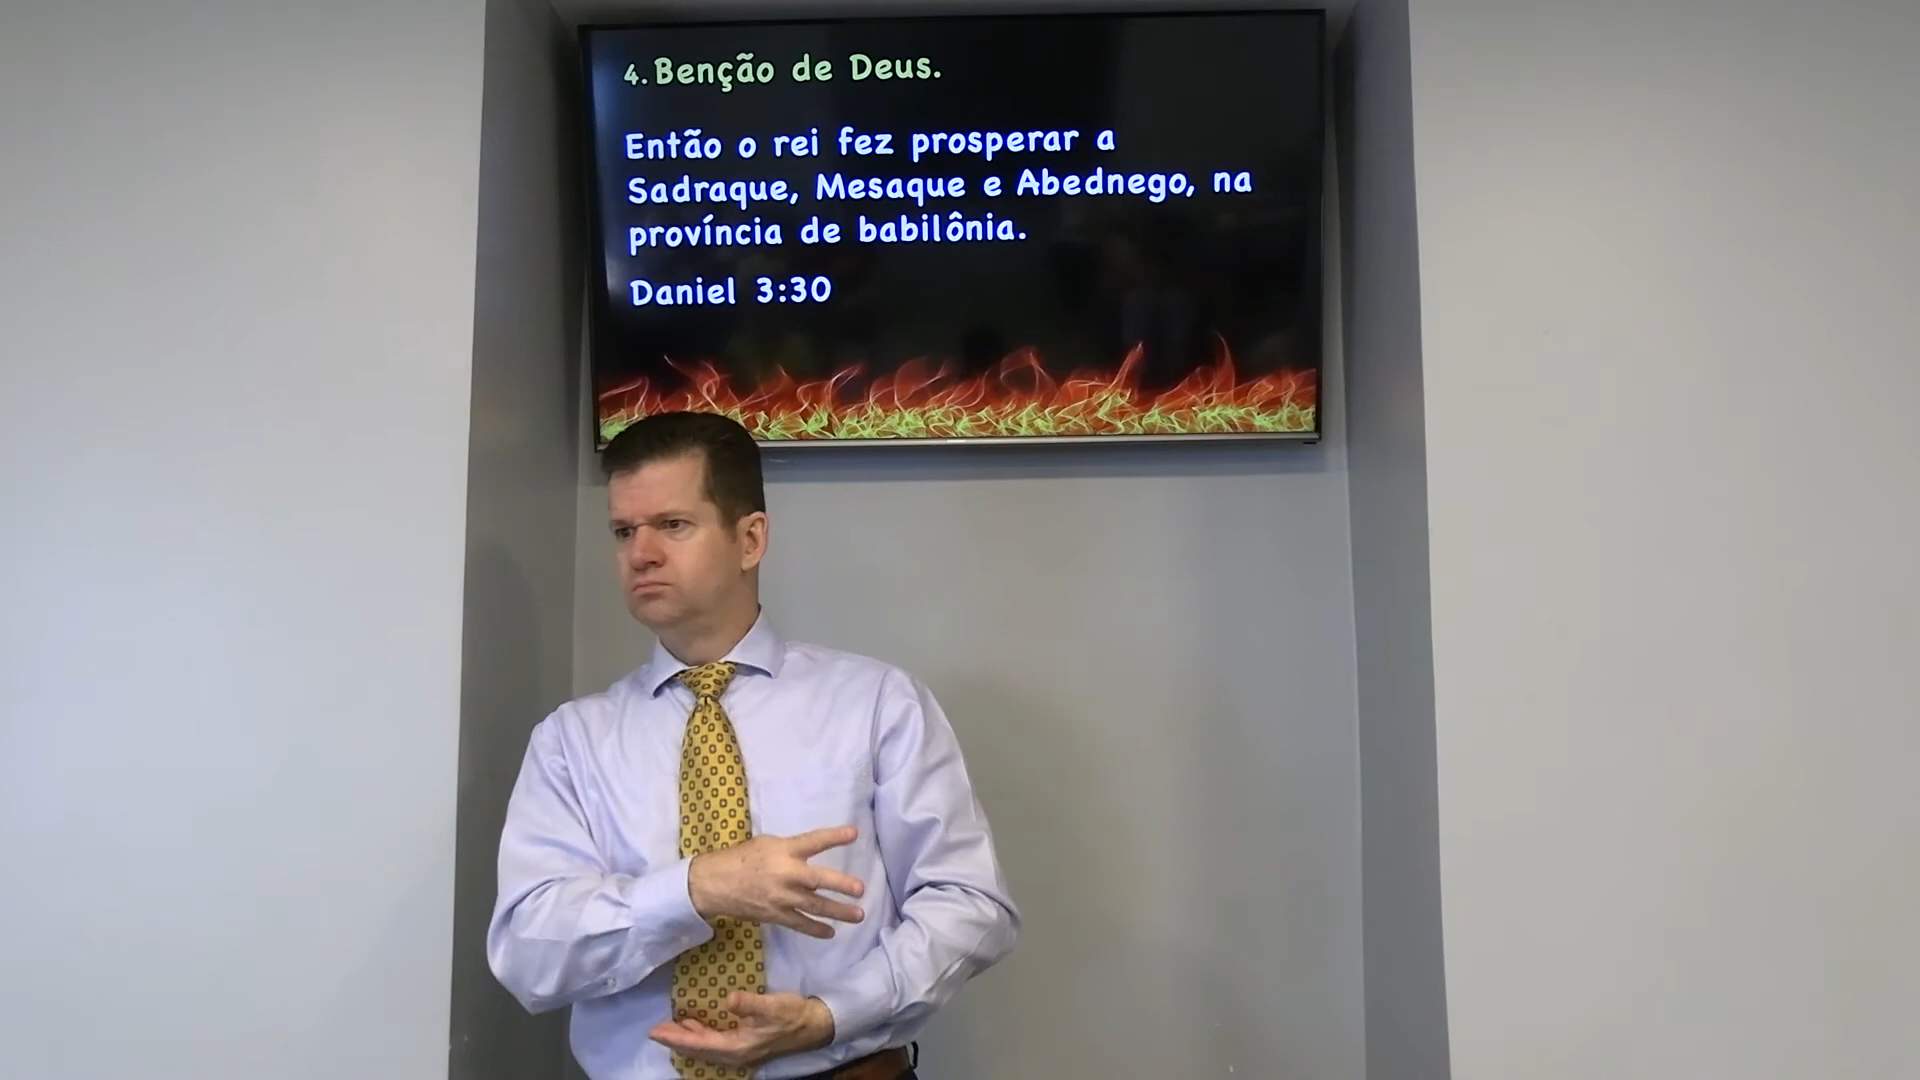 4. Benção de Deus.
Então o rei fez prosperar a
Sadraque, Mesaque e Abednego, na
província de babilônia.
Daniel 3:30